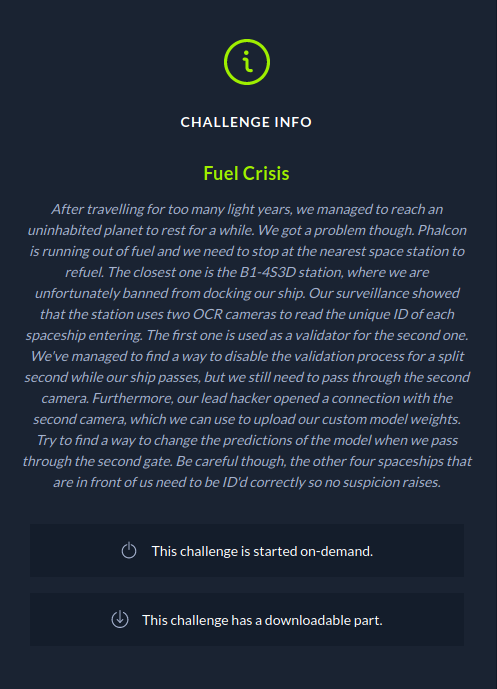 CHALLENGE INFO
Fuel Crisis
After travelling for too many light years, we managed to reach an
uninhabited planet to rest for a while. We got a problem though. Phalcon
is running out of fuel and we need to stop at the nearest space station to
refuel. The closest one is the B1-4S3D station, where we are
unfortunately banned from docking our ship. Our surveillance showed
that the station uses two OCR cameras to read the unique ID of each
spaceship entering. The first one is used as a validator for the second one.
We've managed to find a way to disable the validation process for a split
second while our ship passes, but we still need to pass through the second
camera. Furthermore, our lead hacker opened a connection with the
second camera, which we can use to upload our custom model weights.
Try to find a way to change the predictions of the model when we pass
through the second gate. Be careful though, the other four spaceships that
are in front of us need to be ID'd correctly so no suspicion raises.
This challenge is started on-demand.
This challenge has a downloadable part.